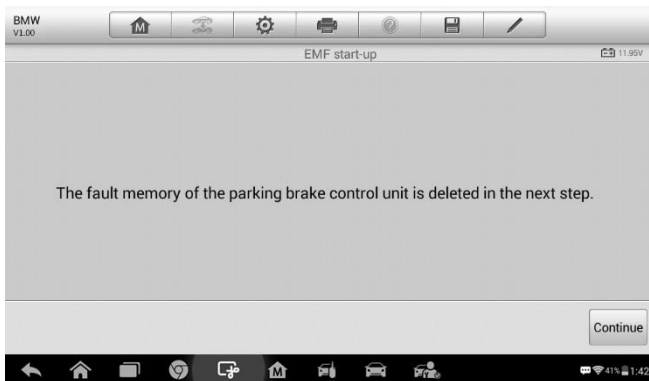 BMW
V1.00
M
EMF start-up
11.95V
The fault memory of the parking brake control unit is deleted in the next step.
Continue
M
41% 1:42